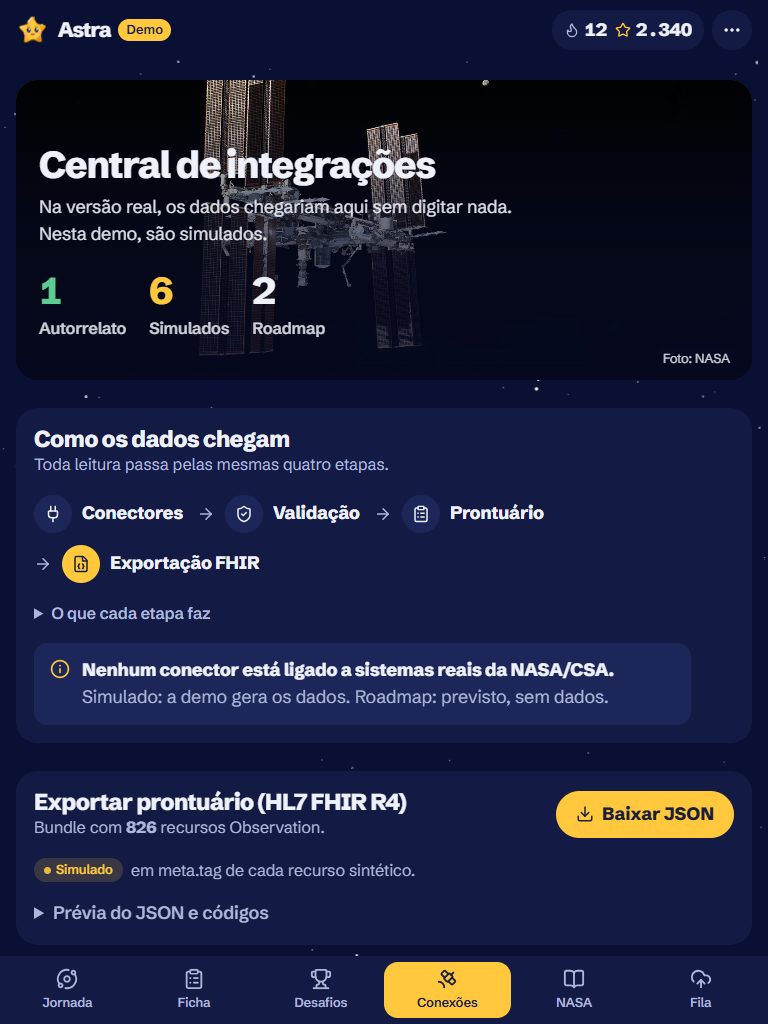 Astra Demo 12 2.340
Central de integrações
Na versão real, os dados chegariam aqui sem digitar nada.
Nesta demo, são simulados.
1 6 2
Autorrelato Simulados Roadmap
Foto: NASA
Como os dados chegam
Toda leitura passa pelas mesmas quatro etapas.
Conectores → Validação → Prontuário
→ Exportação FHIR
O que cada etapa faz
Nenhum conector está ligado a sistemas reais da NASA/CSA.
Simulado: a demo gera os dados. Roadmap: previsto, sem dados.
Exportar prontuário (HL7 FHIR R4)
Bundle com 826 recursos Observation.
Baixar JSON
Simulado em meta.tag de cada recurso sintético.
Prévia do JSON e códigos
Jornada Ficha Desafios Conexões NASA Fila